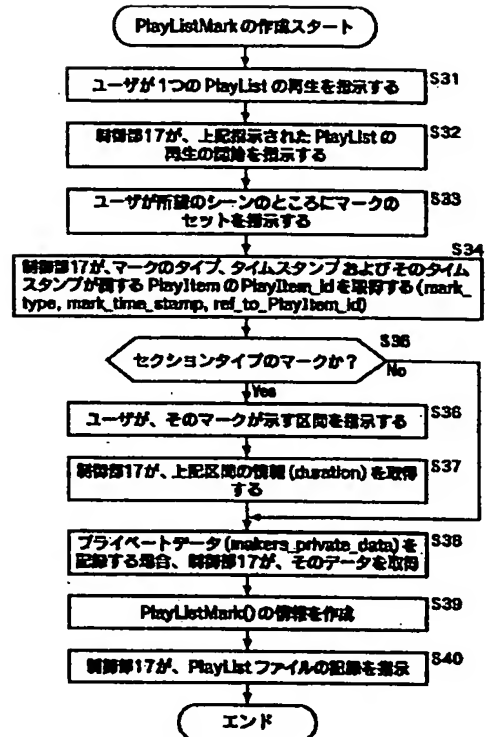 PlayListMark の作成スタート
ユーザが1つの PlayList の再生を指示する
S31
制御部17が、上記指示された PlayList の
再生の開始を指示する
S32
ユーザが所望のシーンのところにマークの
セットを指示する
S33
S34
制御部17が、マークのタイプ、タイムスタンプ およびそのタイム
スタンプが属する PlayItem の PlayItem_id を取得する (mark_
type, mark_time_stamp, ref_to_PlayItem_id)
S35
セクションタイプのマークか?
No
Yes
ユーザが、そのマークが示す区間を指示する
S36
制御部17が、上記区間の情報 (duration) を取得
する
S37
プライベートデータ (makers_private_data) を
記録する場合、制御部17が、そのデータを取得
S38
PlayListMark() の情報を作成
S39
制御部17が、PlayList ファイルの記録を指示
S40
エンド